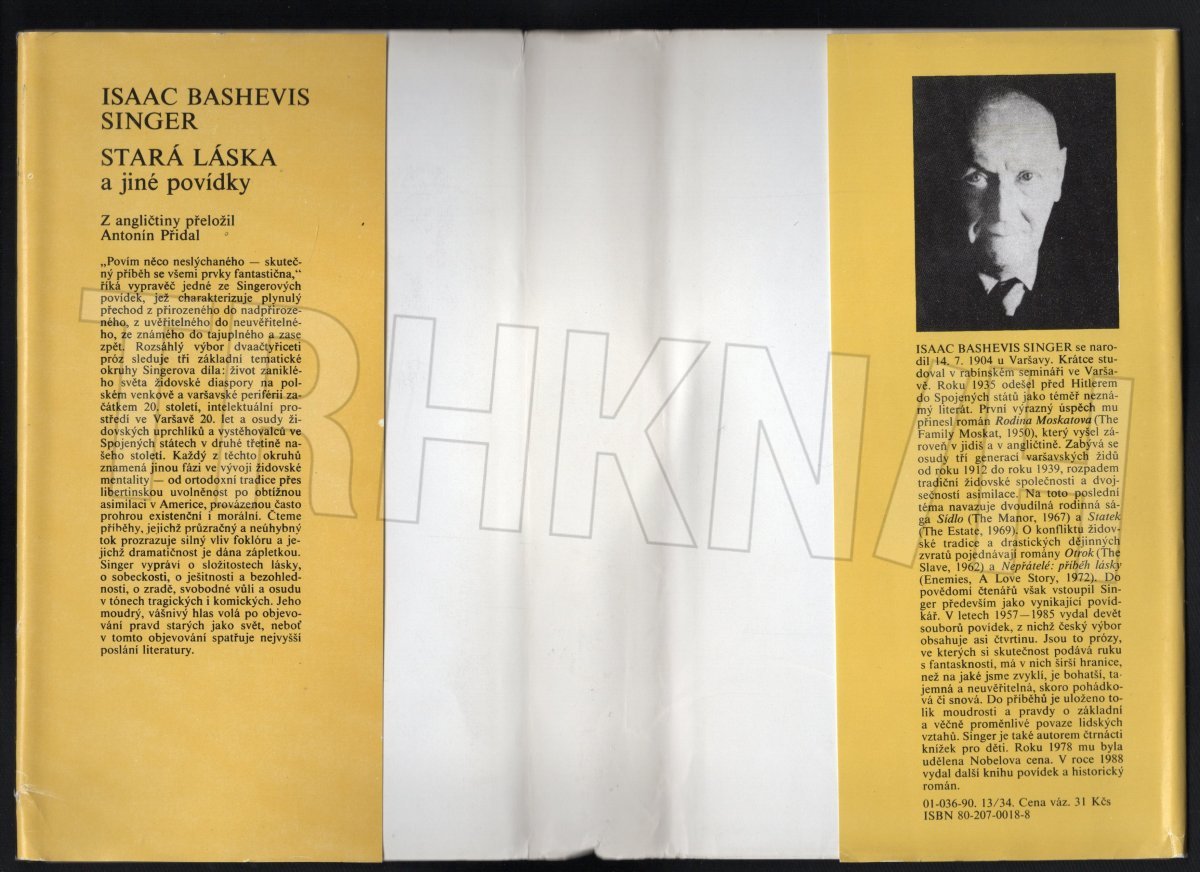 ISAAC BASHEVIS
SINGER
STARÁ LÁSKA
a jiné povídky
Z angličtiny přeložil
Antonín Přidal
„Povím něco neslýchaného — skuteč-
ný příběh se všemi prvky fantastična,“
říká vypravěč jedné ze Singerových
povídek, jež charakterizuje plynulý
přechod z přirozeného do nadpřiroze-
ného, z uvěřitelného do neuvěřitelné-
ho, ze známého do tajuplného a zase
zpět. Rozsáhlý výbor dvaačtyřiceti
próz sleduje tři základní tematické
okruhy Singerova díla: život zaniklé-
ho světa židovské diaspory na pol-
ském venkově a varšavské periférii za-
čátkem 20. století, intelektuální pro-
středí ve Varšavě 20. let a osudy ži-
dovských uprchlíků a vystěhovalců ve
Spojených státech v druhé třetině na-
šeho století. Každý z těchto okruhů
znamená jinou fázi ve vývoji židovské
mentality — od ortodoxní tradice přes
libertinskou uvolněnost po obtížnou
asimilaci v Americe, provázenou často
prohrou existenční i morální. Čteme
příběhy, jejichž průzračný a neúhybný
tok prozrazuje silný vliv foklóru a je-
jichž dramatičnost je dána zápletkou.
Singer vypráví o složitostech lásky,
o sobeckosti, o ješitnosti a bezohled-
nosti, o zradě, svobodné vůli a osudu
v tónech tragických i komických. Jeho
moudrý, vášnivý hlas volá po objevo-
vání pravd starých jako svět, neboť
v tomto objevování spatřuje nejvyšší
poslání literatury.
ISAAC BASHEVIS SINGER se naro-
dil 14. 7. 1904 u Varšavy. Krátce stu-
doval v rabínském semináři ve Varša-
vě. Roku 1935 odešel před Hitlerem
do Spojených států jako téměř nezná-
mý literát. První výrazný úspěch mu
přinesl román Rodina Moskatova (The
Family Moskat, 1950), který vyšel zá-
roveň v jidiš a v angličtině. Zabývá se
osudy tří generací varšavských židů
od roku 1912 do roku 1939, rozpadem
tradiční židovské společnosti a dvoj-
sečností asimilace. Na toto poslední
téma navazuje dvoudílná rodinná sá-
ga Sídlo (The Manor, 1967) a Statek
(The Estate, 1969). O konfliktu židov-
ské tradice a drastických dějinných
zvratů pojednávají romány Otrok (The
Slave, 1962) a Nepřátelé: příběh lásky
(Enemies, A Love Story, 1972). Do
povědomí čtenářů však vstoupil Sin-
ger především jako vynikající povíd-
kář. V letech 1957—1985 vydal devět
souborů povídek, z nichž český výbor
obsahuje asi čtvrtinu. Jsou to prózy,
ve kterých si skutečnost podává ruku
s fantaskností, má v nich širší hranice,
než na jaké jsme zvyklí, je bohatší, ta-
jemná a neuvěřitelná, skoro pohádko-
vá či snová. Do příběhů je uloženo to-
lik moudrosti a pravdy o základní
a věčně proměnlivé povaze lidských
vztahů. Singer je také autorem čtrnácti
knížek pro děti. Roku 1978 mu byla
udělena Nobelova cena. V roce 1988
vydal další knihu povídek a historický
román.
01-036-90. 13/34. Cena váz. 31 Kčs
ISBN 80-207-0018-8